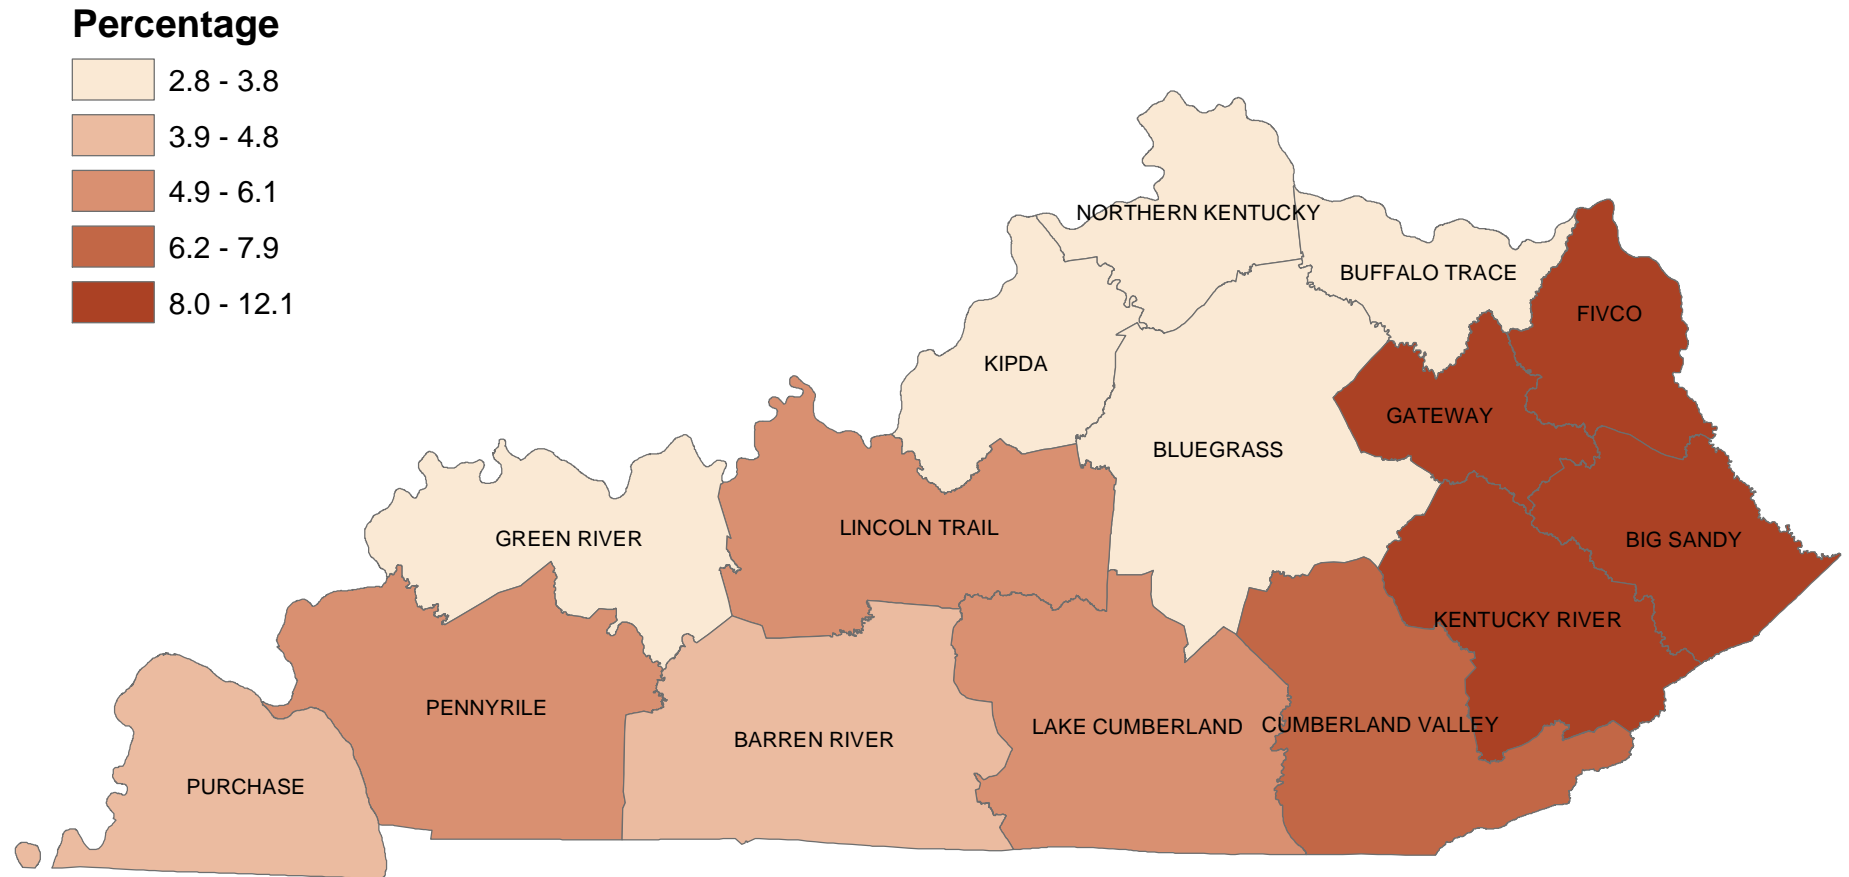 Percentage
2.8 - 3.8
3.9 - 4.8
4.9 - 6.1
6.2 - 7.9
8.0 - 12.1
NORTHERN KENTUCKY
BUFFALO TRACE
FIVCO
KIPDA
GATEWAY
BLUEGRASS
LINCOLN TRAIL
GREEN RIVER
BIG SANDY
KENTUCKY RIVER
PENNYRILE
LAKE CUMBERLAND
CUMBERLAND VALLEY
BARREN RIVER
PURCHASE